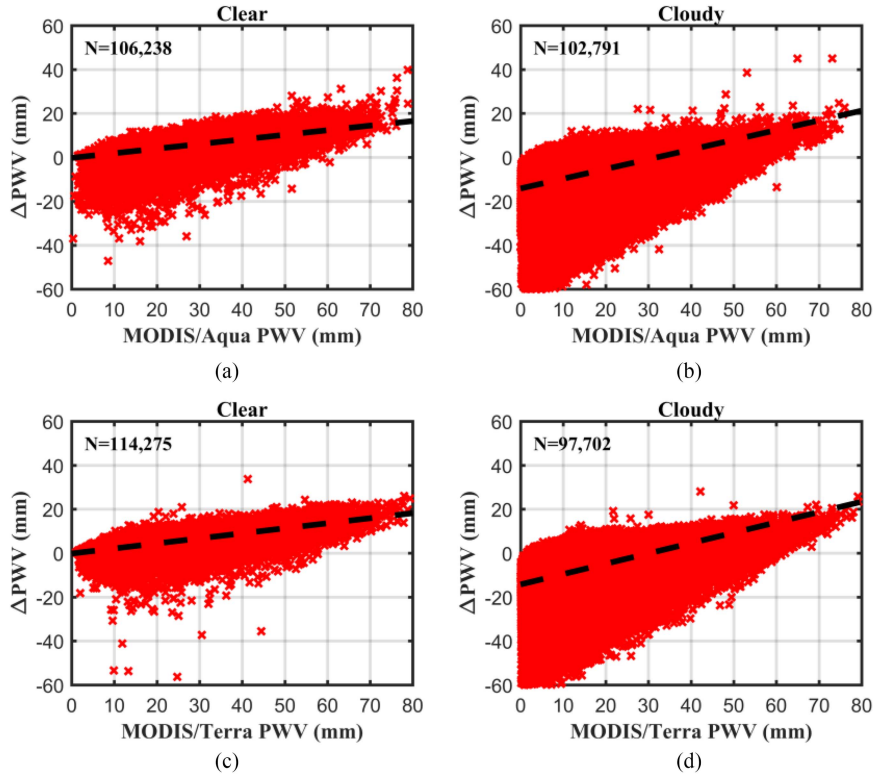 Clear
Cloudy
N=106,238
N=102,791
60
40
20
0
-20
-40
-60
0 10 20 30 40 50 60 70 80
ΔPWV (mm)
MODIS/Aqua PWV (mm)
60
40
20
0
-20
-40
-60
0 10 20 30 40 50 60 70 80
ΔPWV (mm)
MODIS/Aqua PWV (mm)
(a)
(b)
Clear
Cloudy
N=114,275
N=97,702
60
40
20
0
-20
-40
-60
0 10 20 30 40 50 60 70 80
ΔPWV (mm)
MODIS/Terra PWV (mm)
60
40
20
0
-20
-40
-60
0 10 20 30 40 50 60 70 80
ΔPWV (mm)
MODIS/Terra PWV (mm)
(c)
(d)